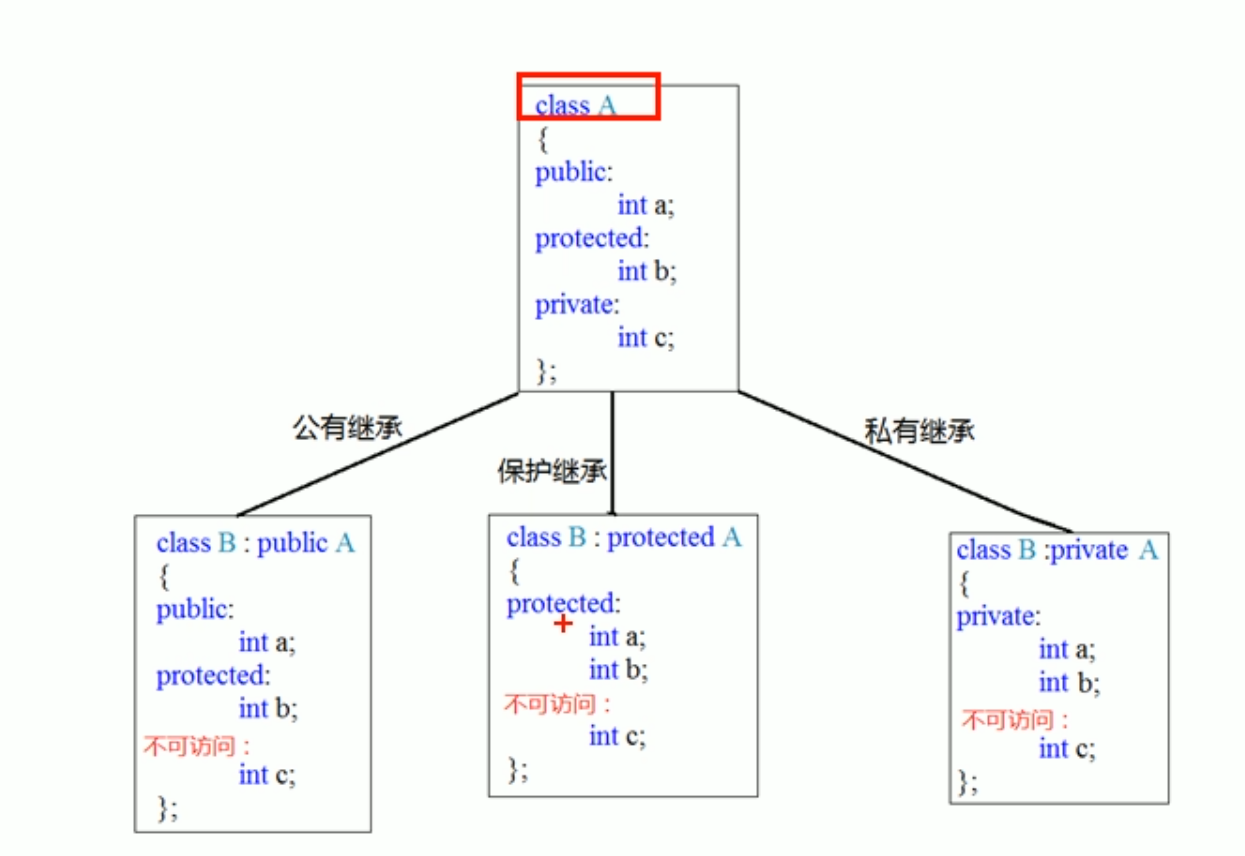 class A
{
public:
int a;
protected:
int b;
private:
int c;
};
公有继承
保护继承
私有继承
class B : public A
{
public:
int a;
protected:
int b;
不可访问：
int c;
};
class B : protected A
{
protected:
int a;
int b;
不可访问：
int c;
};
class B :private A
{
private:
int a;
int b;
不可访问：
int c;
};